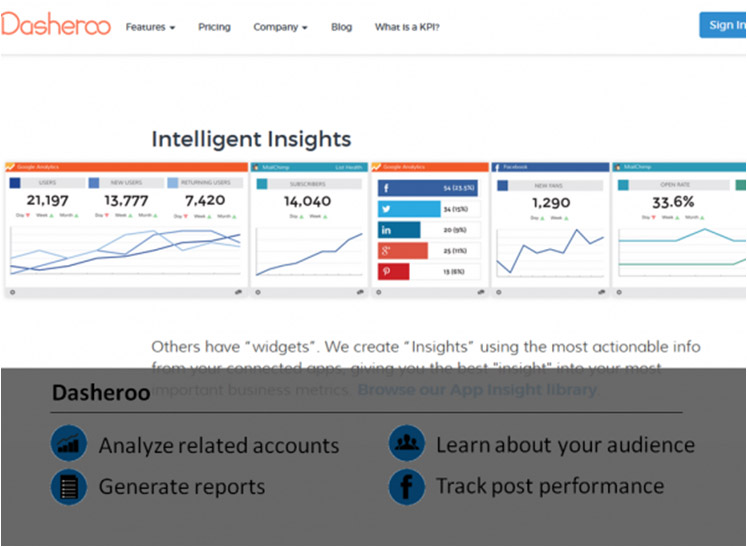 Dasheroo Features Pricing Company Blog What is a KPI? Sign In
Intelligent Insights
Google Analytics MailChimp List Health Google Analytics Facebook MailChimp
USERS NEW USERS RETURNING USERS SUBSCRIBERS 54 (23.5%) NEW FANS OPEN RATE
21,197 13,777 7,420 14,040 34 (15%) 1,290 33.6%
Day Week Month Day Week Month Day Week Month Day Week 20 (9%) Day Week Day Week Month
25 (11%)
13 (6%)
Others have "widgets". We create "Insights" using the most actionable info
from your connected apps, giving you the best "insight" into your most
important business metrics. Browse our App Insight library
Dasheroo
Analyze related accounts Learn about your audience
Generate reports Track post performance